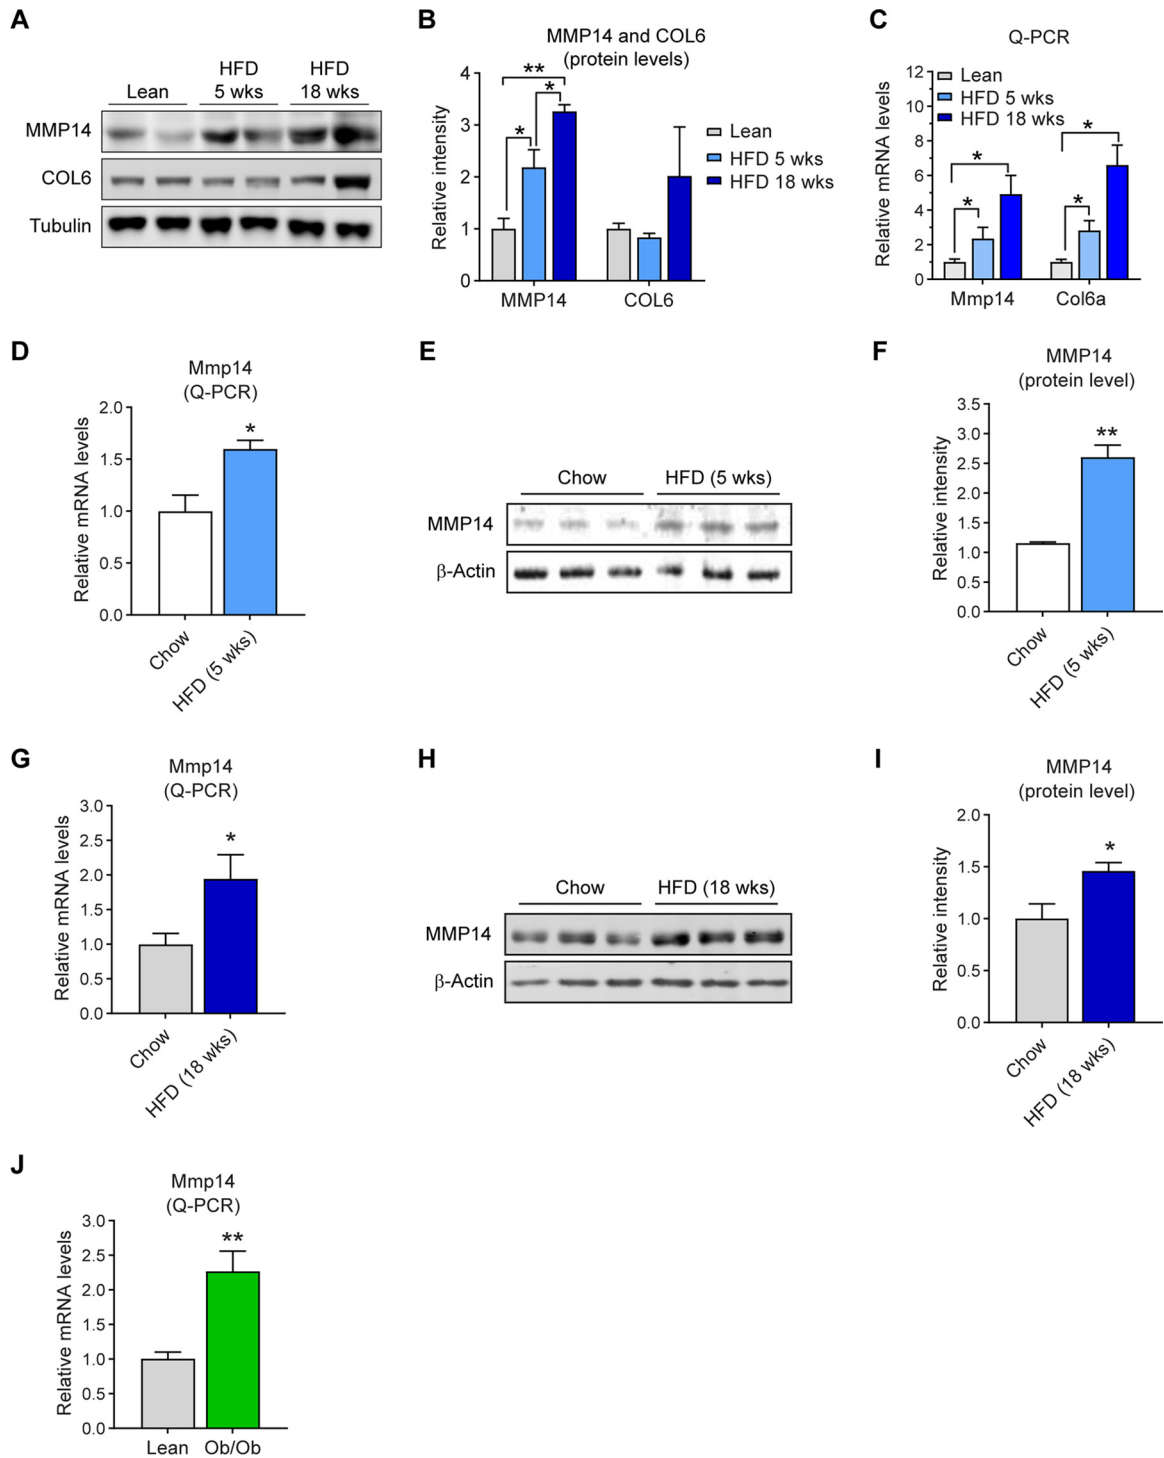 A
Lean
HFD
5 wks
HFD
18 wks
MMP14
COL6
Tubulin
B
MMP14 and COL6
(protein levels)
Relative intensity
4
3
2
1
0
**
*
*
MMP14
COL6
Lean
HFD 5 wks
HFD 18 wks
C
Q-PCR
Relative mRNA levels
12
10
8
6
4
2
0
Lean
HFD 5 wks
HFD 18 wks
*
*
*
*
Mmp14
Col6a
D
Mmp14
(Q-PCR)
Relative mRNA levels
2.0
1.5
1.0
0.5
0.0
*
Chow
HFD (5 wks)
E
Chow
HFD (5 wks)
MMP14
β-Actin
F
MMP14
(protein level)
Relative intensity
3.5
3.0
2.5
2.0
1.5
1.0
0.5
0.0
**
Chow
HFD (5 wks)
G
Mmp14
(Q-PCR)
Relative mRNA levels
3.0
2.5
2.0
1.5
1.0
0.5
0.0
*
Chow
HFD (18 wks)
H
Chow
HFD (18 wks)
MMP14
β-Actin
I
MMP14
(protein level)
Relative intensity
2.0
1.5
1.0
0.5
0.0
*
Chow
HFD (18 wks)
J
Mmp14
(Q-PCR)
Relative mRNA levels
3.0
2.5
2.0
1.5
1.0
0.5
0.0
**
Lean
Ob/Ob